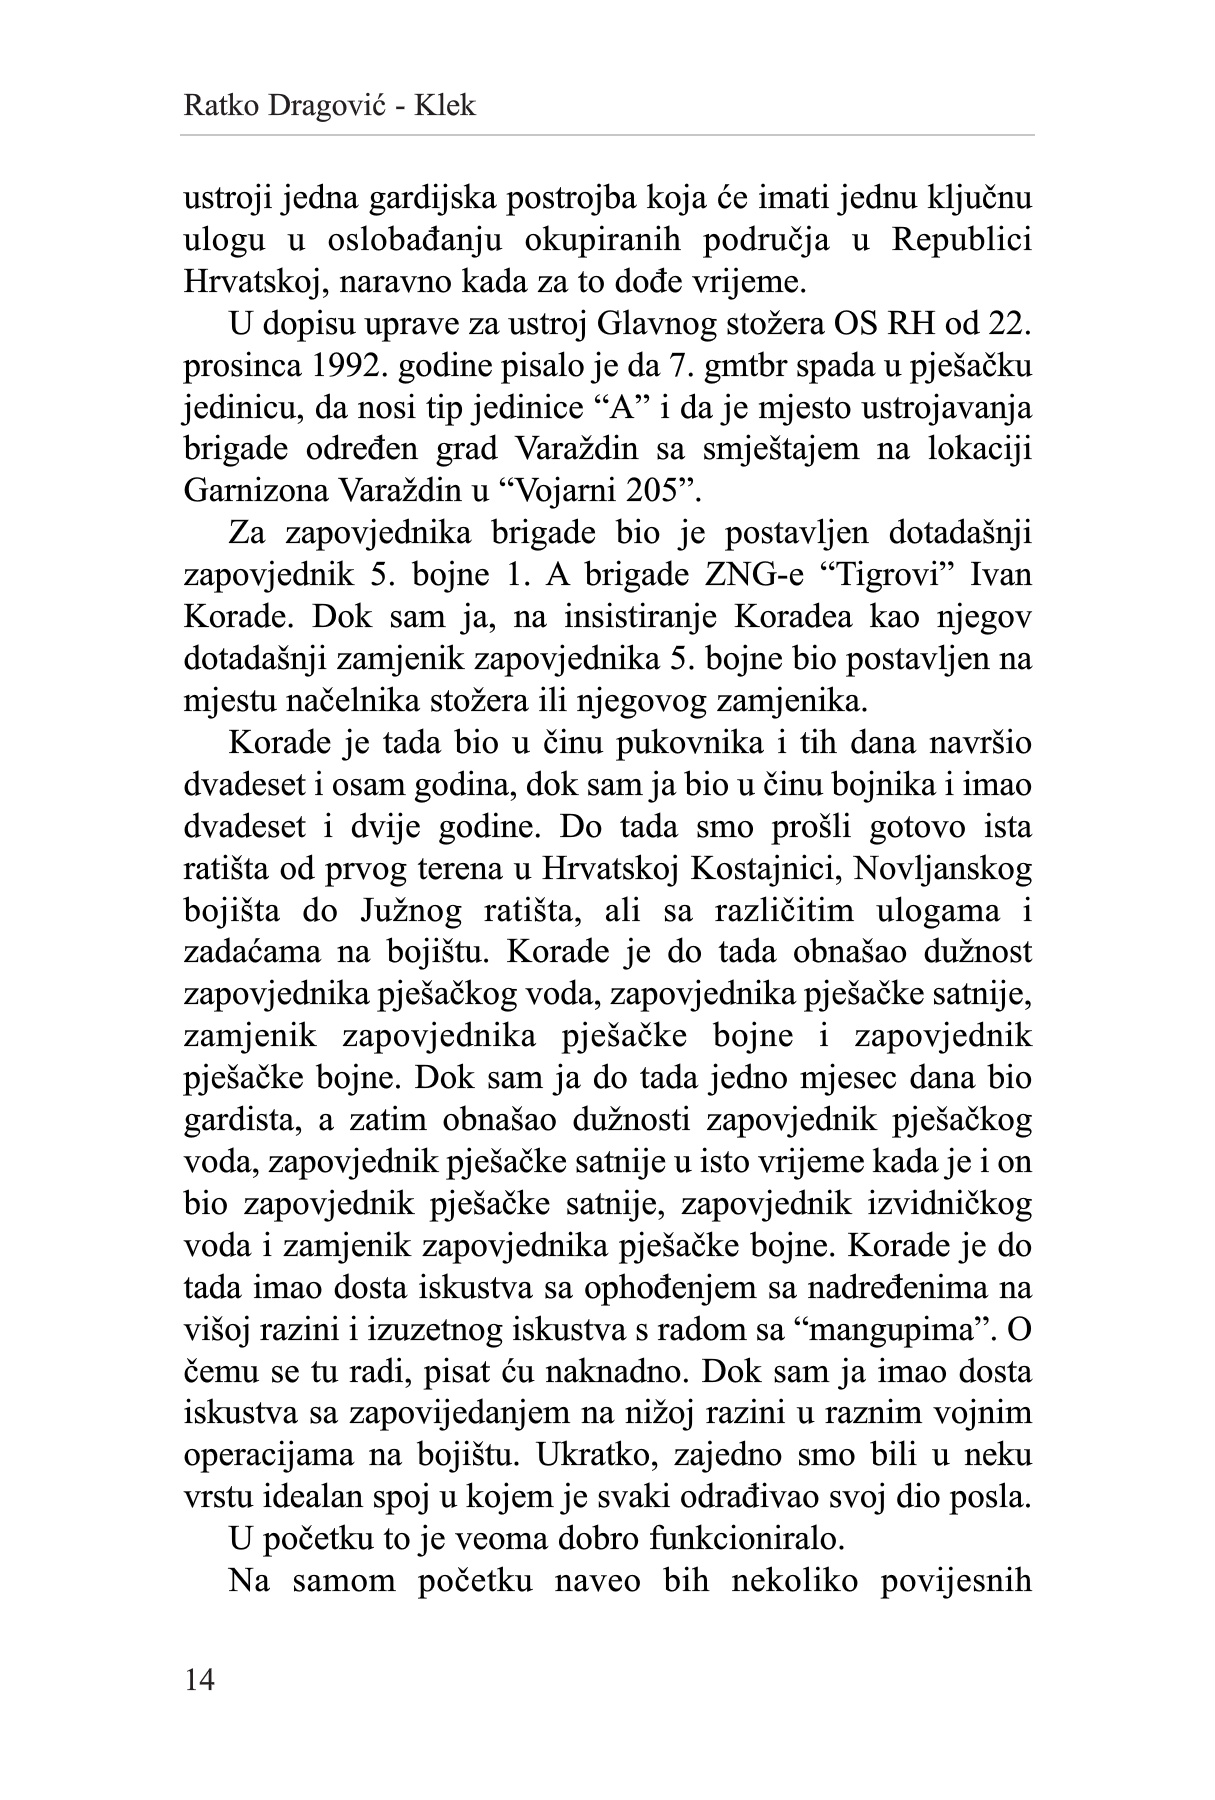 Ratko Dragović - Klek
ustroji jedna gardijska postrojba koja će imati jednu ključnu
ulogu u oslobađanju okupiranih područja u Republici
Hrvatskoj, naravno kada za to dođe vrijeme.
U dopisu uprave za ustroj Glavnog stožera OS RH od 22.
prosinca 1992. godine pisalo je da 7. gmtbr spada u pješačku
jedinicu, da nosi tip jedinice “A” i da je mjesto ustrojavanja
brigade određen grad Varaždin sa smještajem na lokaciji
Garnizona Varaždin u “Vojarni 205”.
Za zapovjednika brigade bio je postavljen dotadašnji
zapovjednik 5. bojne 1. A brigade ZNG-e “Tigrovi” Ivan
Korade. Dok sam ja, na insistiranje Koradea kao njegov
dotadašnji zamjenik zapovjednika 5. bojne bio postavljen na
mjestu načelnika stožera ili njegovog zamjenika.
Korade je tada bio u činu pukovnika i tih dana navršio
dvadeset i osam godina, dok sam ja bio u činu bojnika i imao
dvadeset i dvije godine. Do tada smo prošli gotovo ista
ratišta od prvog terena u Hrvatskoj Kostajnici, Novljanskog
bojišta do Južnog ratišta, ali sa različitim ulogama i
zadaćama na bojištu. Korade je do tada obnašao dužnost
zapovjednika pješačkog voda, zapovjednika pješačke satnije,
zamjenik zapovjednika pješačke bojne i zapovjednik
pješačke bojne. Dok sam ja do tada jedno mjesec dana bio
gardista, a zatim obnašao dužnosti zapovjednik pješačkog
voda, zapovjednik pješačke satnije u isto vrijeme kada je i on
bio zapovjednik pješačke satnije, zapovjednik izvidničkog
voda i zamjenik zapovjednika pješačke bojne. Korade je do
tada imao dosta iskustva sa ophođenjem sa nadređenima na
višoj razini i izuzetnog iskustva s radom sa “mangupima”. O
čemu se tu radi, pisat ću naknadno. Dok sam ja imao dosta
iskustva sa zapovijedanjem na nižoj razini u raznim vojnim
operacijama na bojištu. Ukratko, zajedno smo bili u neku
vrstu idealan spoj u kojem je svaki odrađivao svoj dio posla.
U početku to je veoma dobro funkcioniralo.
Na samom početku naveo bih nekoliko povijesnih
14